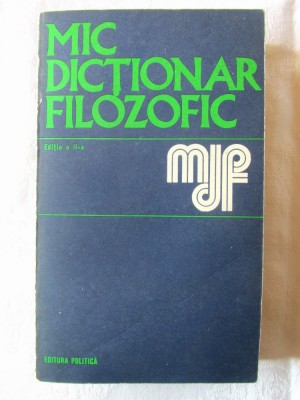 MIC
DICȚIONAR
FILOZOFIC
Ediția a II-a
mdf
EDITURA POLITICĂ